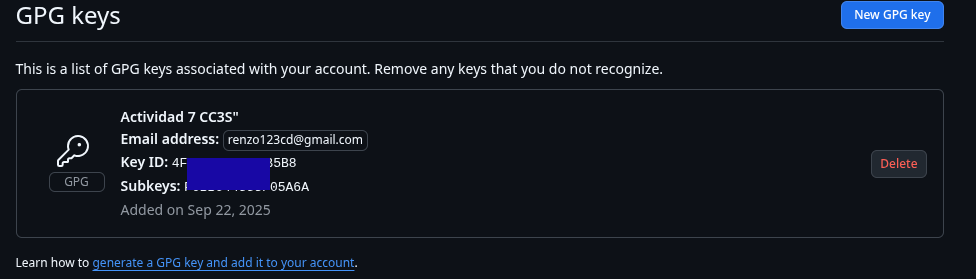 GPG keys
New GPG key
This is a list of GPG keys associated with your account. Remove any keys that you do not recognize.
Actividad 7 CC3S"
Email address: renzo123cd@gmail.com
Key ID: 4F 35B8
GPG
Subkeys: 05A6A
Delete
Added on Sep 22, 2025
Learn how to generate a GPG key and add it to your account.